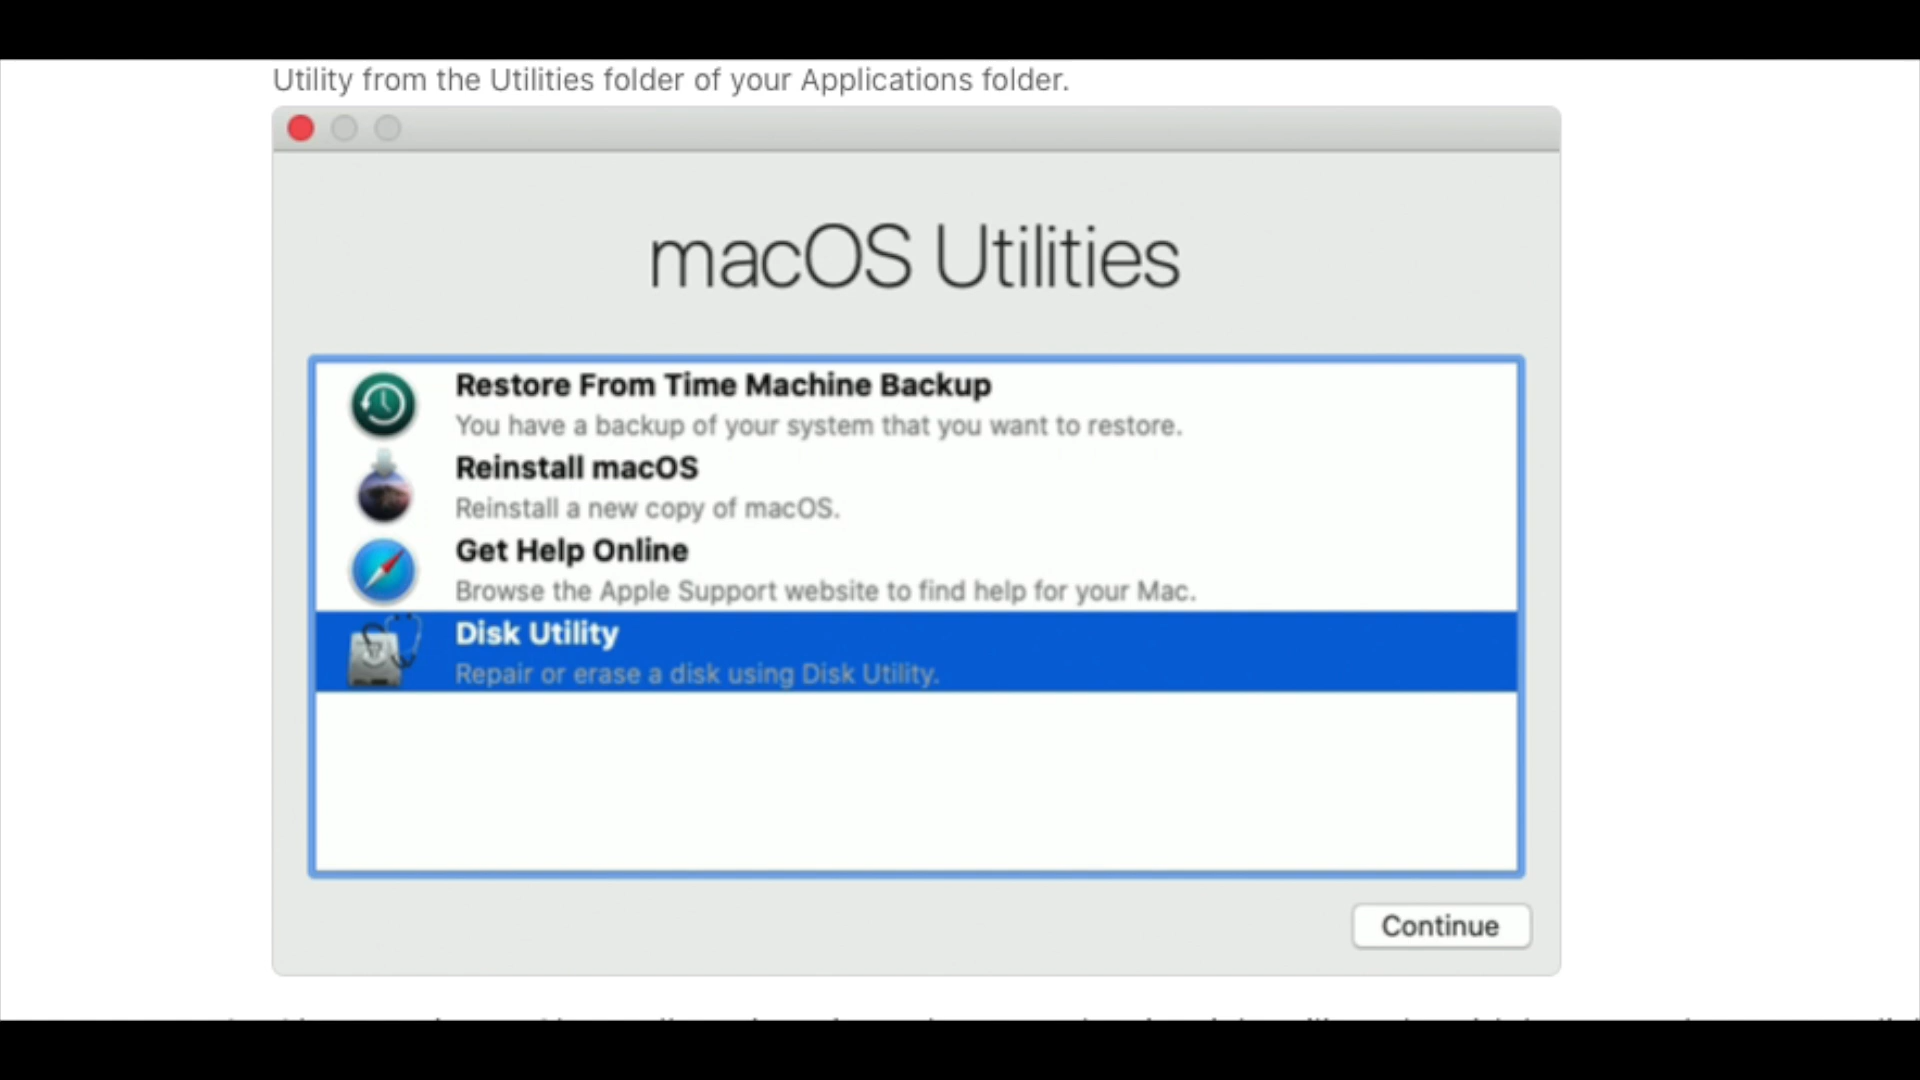 Utility from the Utilities folder of your Applications folder.
macOS Utilities
Restore From Time Machine Backup
You have a backup of your system that you want to restore.
Reinstall macOS
Reinstall a new copy of macOS.
Get Help Online
Browse the Apple Support website to find help for your Mac.
Disk Utility
Repair or erase a disk using Disk Utility.
Continue